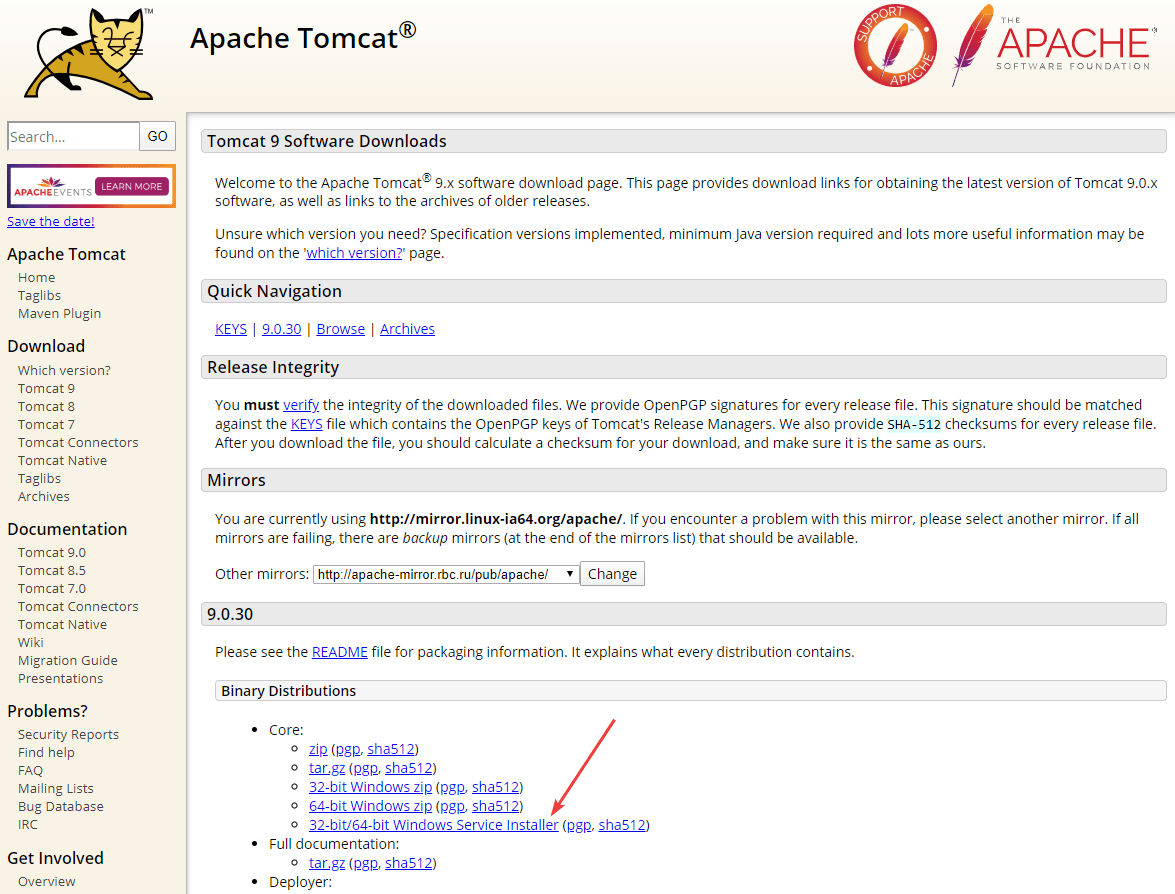 TM
Apache Tomcat®
SUPPORT APACHE
THE
APACHE®
SOFTWARE FOUNDATION
Search... GO
APACHEEVENTS LEARN MORE
Save the date!
Apache Tomcat
Home
Taglibs
Maven Plugin
Download
Which version?
Tomcat 9
Tomcat 8
Tomcat 7
Tomcat Connectors
Tomcat Native
Taglibs
Archives
Documentation
Tomcat 9.0
Tomcat 8.5
Tomcat 7.0
Tomcat Connectors
Tomcat Native
Wiki
Migration Guide
Presentations
Problems?
Security Reports
Find help
FAQ
Mailing Lists
Bug Database
IRC
Get Involved
Overview
Tomcat 9 Software Downloads
Welcome to the Apache Tomcat® 9.x software download page. This page provides download links for obtaining the latest version of Tomcat 9.0.x
software, as well as links to the archives of older releases.
Unsure which version you need? Specification versions implemented, minimum Java version required and lots more useful information may be
found on the 'which version?' page.
Quick Navigation
KEYS | 9.0.30 | Browse | Archives
Release Integrity
You must verify the integrity of the downloaded files. We provide OpenPGP signatures for every release file. This signature should be matched
against the KEYS file which contains the OpenPGP keys of Tomcat's Release Managers. We also provide SHA-512 checksums for every release file.
After you download the file, you should calculate a checksum for your download, and make sure it is the same as ours.
Mirrors
You are currently using http://mirror.linux-ia64.org/apache/. If you encounter a problem with this mirror, please select another mirror. If all
mirrors are failing, there are backup mirrors (at the end of the mirrors list) that should be available.
Other mirrors: http://apache-mirror.rbc.ru/pub/apache/ Change
9.0.30
Please see the README file for packaging information. It explains what every distribution contains.
Binary Distributions
Core:
zip (pgp, sha512)
tar.gz (pgp, sha512)
32-bit Windows zip (pgp, sha512)
64-bit Windows zip (pgp, sha512)
32-bit/64-bit Windows Service Installer (pgp, sha512)
Full documentation:
tar.gz (pgp, sha512)
Deployer: